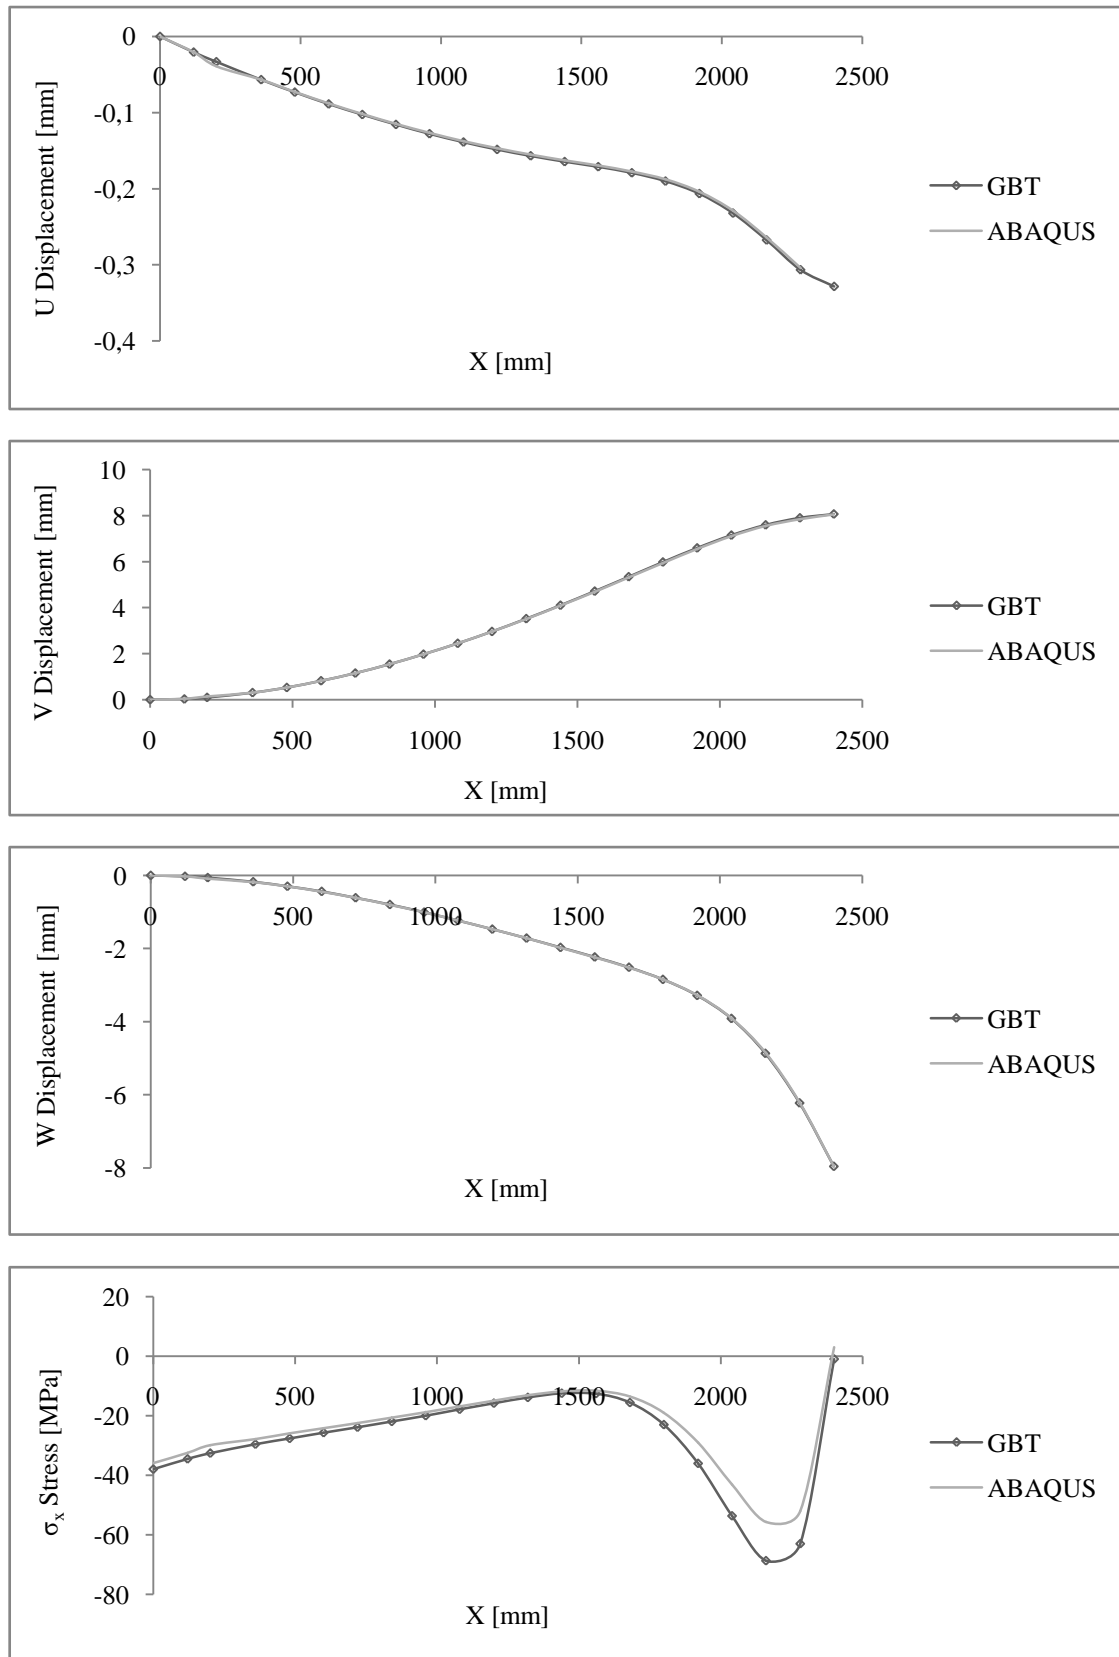 0
0 500 1000 1500 2000 2500
-0,1
-0,2
-0,3
-0,4
U Displacement [mm]
X [mm]
GBT
ABAQUS
10
8
6
4
2
0
0 500 1000 1500 2000 2500
V Displacement [mm]
X [mm]
GBT
ABAQUS
0
0 500 1000 1500 2000 2500
-2
-4
-6
-8
W Displacement [mm]
X [mm]
GBT
ABAQUS
20
0
0 500 1000 1500 2000 2500
-20
-40
-60
-80
σx Stress [MPa]
X [mm]
GBT
ABAQUS